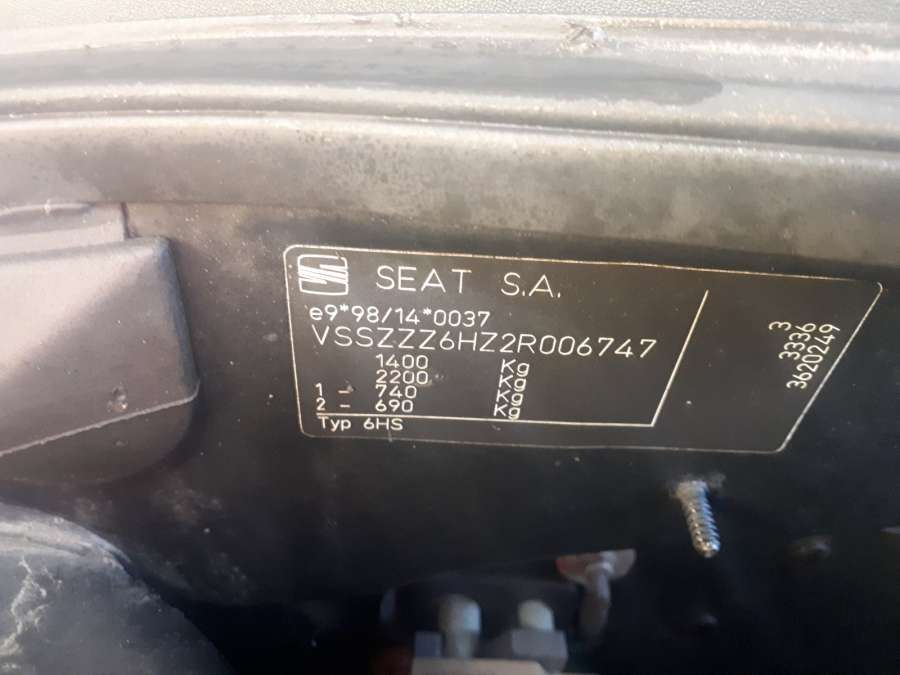 SEAT S.A.
e9*98/14*0037
VSSZZZ6HZ2R006747
1400 Kg
2200 Kg
1 - 740 Kg
2 - 690 Kg
Typ 6HS
3
3336
3620249